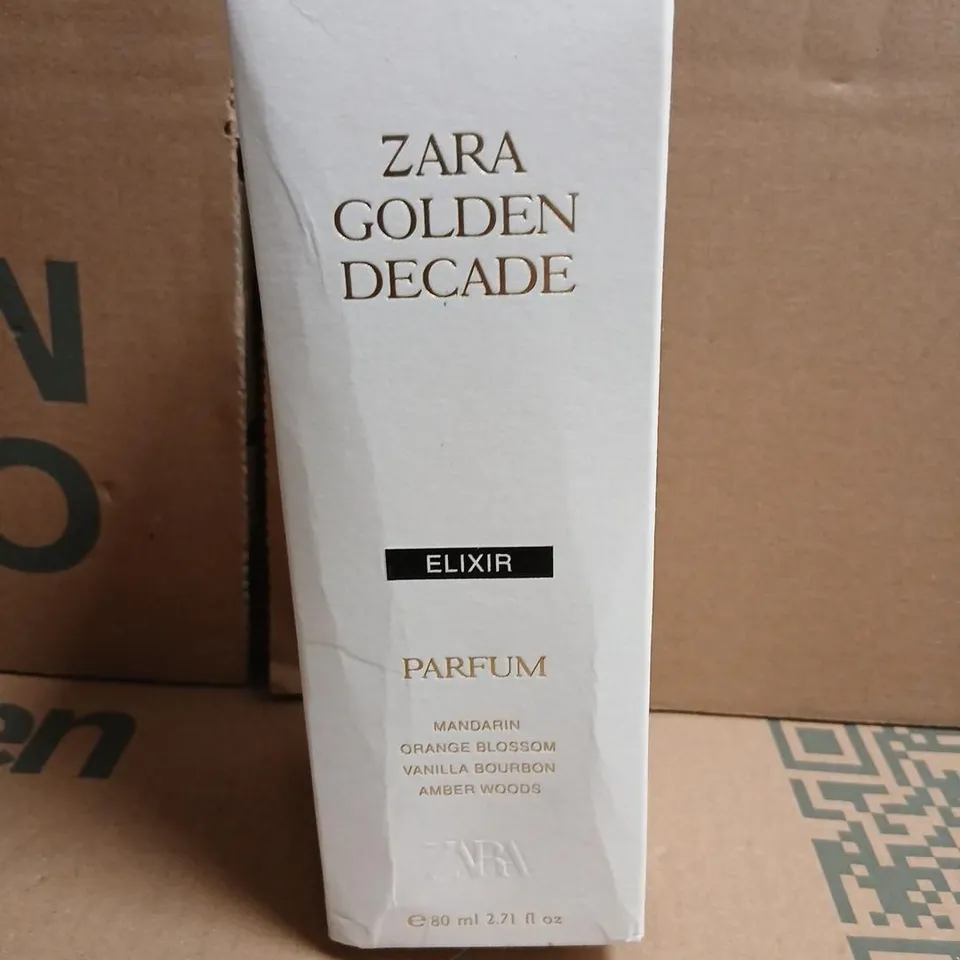 ZARA
GOLDEN
DECADE
ELIXIR
PARFUM
MANDARIN
ORANGE BLOSSOM
VANILLA BOURBON
AMBER WOODS
ZARA
℮80 ml 2.71 fl oz
N
O
en